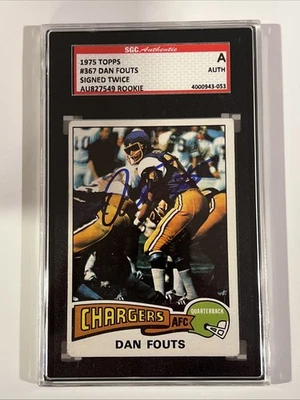 SGC Authentic
1975 TOPPS
#367 DAN FOUTS
SIGNED TWICE
AU827549 ROOKIE
A
AUTH
4000943-053
CHARGERS AFC
QUARTERBACK
DAN FOUTS